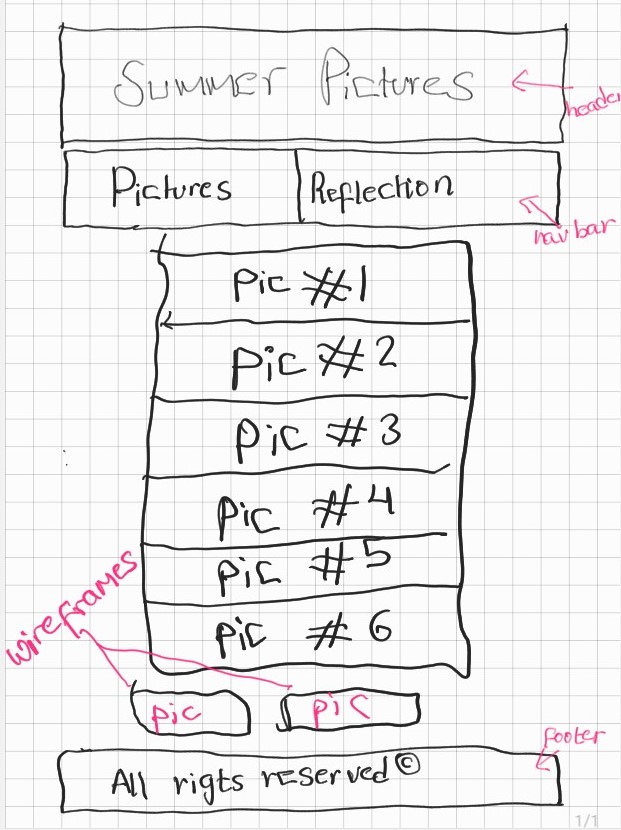 Summer Pictures
header
Pictures Reflection
nav bar
Pic #1
Pic #2
Pic #3
Pic #4
Pic #5
Pic #6
wireframes
pic pic
footer
All rigts reserved ©
1/1